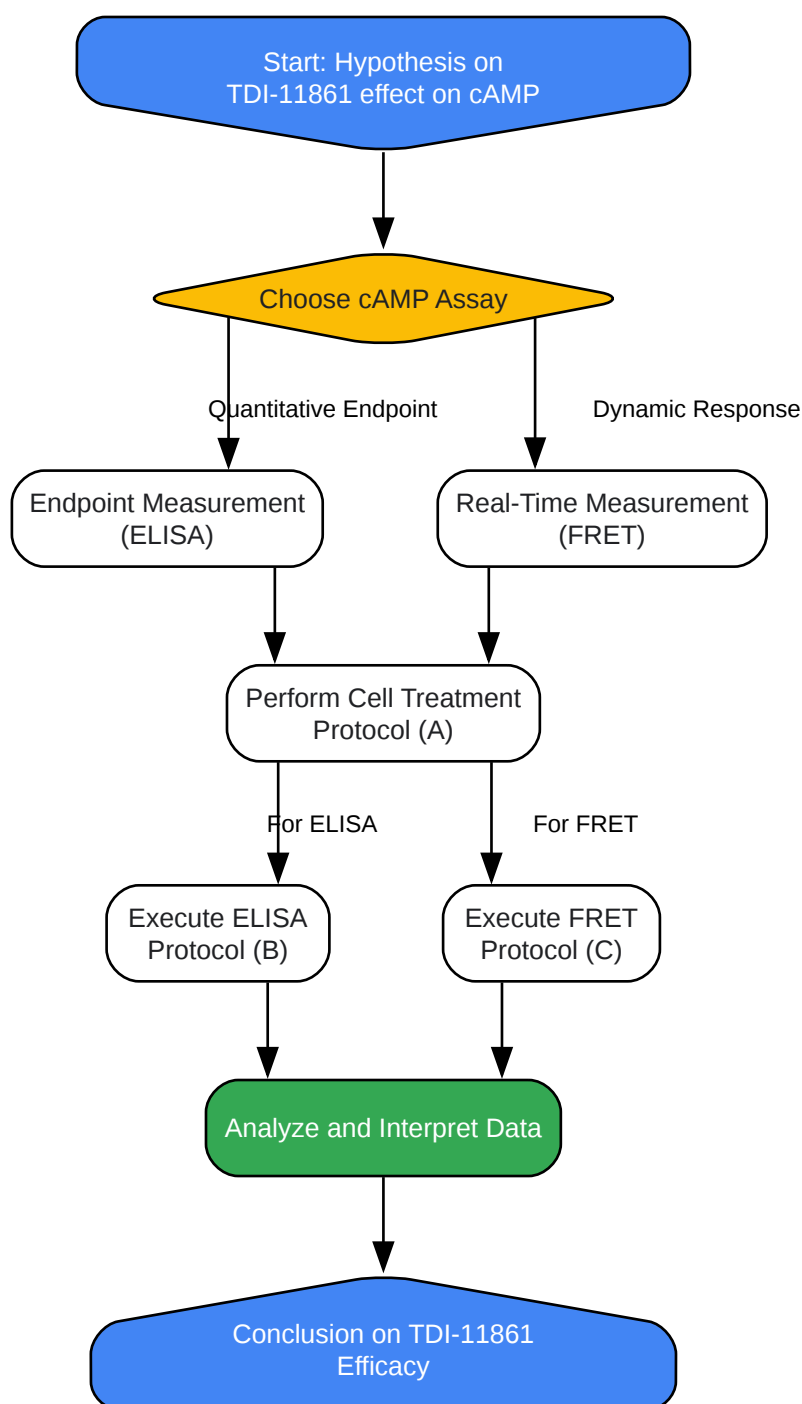 Start: Hypothesis on
TDI-11861 effect on cAMP
Choose cAMP Assay
Quantitative Endpoint
Dynamic Response
Endpoint Measurement
(ELISA)
Real-Time Measurement
(FRET)
Perform Cell Treatment
Protocol (A)
For ELISA
For FRET
Execute ELISA
Protocol (B)
Execute FRET
Protocol (C)
Analyze and Interpret Data
Conclusion on TDI-11861
Efficacy